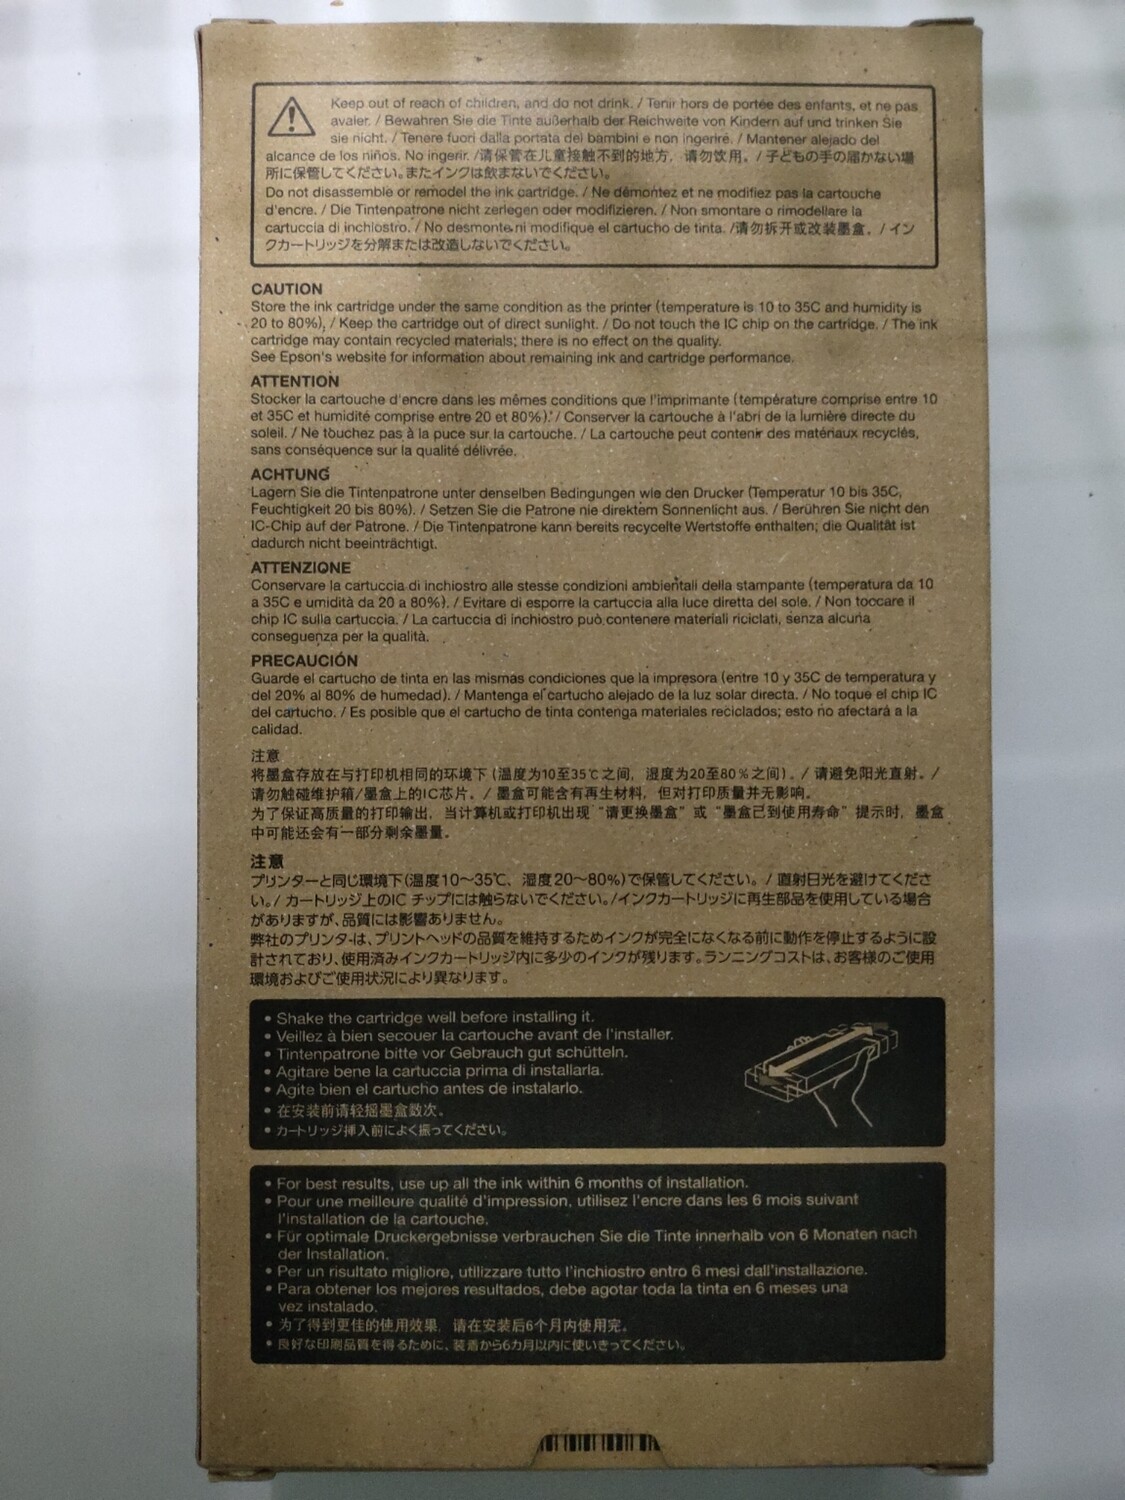 Keep out of reach of children, and do not drink. / Tenir hors de portée des enfants, et ne pas
avaler. / Bewahren Sie die Tinte außerhalb der Reichweite von Kindern auf und trinken Sie
sie nicht. / Tenere fuori dalla portata dei bambini e non ingerire. / Mantener alejado del
alcance de los niños. No ingerir. /请保管在儿童接触不到的地方，请勿饮用。/ 子どもの手の届かない場
所に保管してください。またインクは飲まないでください。
Do not disassemble or remodel the ink cartridge. / Ne démontez et ne modifiez pas la cartouche
d'encre. / Die Tintenpatrone nicht zerlegen oder modifizieren. / Non smontare o rimodellare la
cartuccia di inchiostro. / No desmonte ni modifique el cartucho de tinta. /请勿拆开或改装墨盒。/ イン
クカートリッジを分解または改造しないでください。
CAUTION
Store the ink cartridge under the same condition as the printer (temperature is 10 to 35C and humidity is
20 to 80%). / Keep the cartridge out of direct sunlight. / Do not touch the IC chip on the cartridge. / The ink
cartridge may contain recycled materials; there is no effect on the quality.
See Epson's website for information about remaining ink and cartridge performance.
ATTENTION
Stocker la cartouche d'encre dans les mêmes conditions que l'imprimante (température comprise entre 10
et 35C et humidité comprise entre 20 et 80%). / Conserver la cartouche à l'abri de la lumière directe du
soleil. / Ne touchez pas à la puce sur la cartouche. / La cartouche peut contenir des matériaux recyclés,
sans conséquence sur la qualité délivrée.
ACHTUNG
Lagern Sie die Tintenpatrone unter denselben Bedingungen wie den Drucker (Temperatur 10 bis 35C,
Feuchtigkeit 20 bis 80%). / Setzen Sie die Patrone nie direktem Sonnenlicht aus. / Berühren Sie nicht den
IC-Chip auf der Patrone. / Die Tintenpatrone kann bereits recycelte Wertstoffe enthalten; die Qualität ist
dadurch nicht beeinträchtigt.
ATTENZIONE
Conservare la cartuccia di inchiostro alle stesse condizioni ambientali della stampante (temperatura da 10
a 35C e umidità da 20 a 80%). / Evitare di esporre la cartuccia alla luce diretta del sole. / Non toccare il
chip IC sulla cartuccia. / La cartuccia di inchiostro può contenere materiali riciclati, senza alcuna
conseguenza per la qualità.
PRECAUCIÓN
Guarde el cartucho de tinta en las mismas condiciones que la impresora (entre 10 y 35C de temperatura y
del 20% al 80% de humedad). / Mantenga el cartucho alejado de la luz solar directa. / No toque el chip IC
del cartucho. / Es posible que el cartucho de tinta contenga materiales reciclados; esto no afectará a la
calidad.
注意
将墨盒存放在与打印机相同的环境下 (温度为10至35℃之间，湿度为20至80%之间)。/ 请避免阳光直射。/
请勿触碰维护箱/墨盒上的IC芯片。/ 墨盒可能含有再生材料，但对打印质量并无影响。
为了保证高质量的打印输出，当计算机或打印机出现“请更换墨盒”或“墨盒已到使用寿命”提示时，墨盒
中可能还会有一部分剩余墨量。
注意
プリンターと同じ環境下(温度10～35℃、湿度20～80%)で保管してください。/ 直射日光を避けてくださ
い。/ カートリッジ上のIC チップには触らないでください。/インクカートリッジに再生部品を使用している場合
がありますが、品質には影響ありません。
弊社のプリンターは、プリントヘッドの品質を維持するためインクが完全になくなる前に動作を停止するように設
計されており、使用済みインクカートリッジ内に多少のインクが残ります。ランニングコストは、お客様のご使用
環境およびご使用状況により異なります。
• Shake the cartridge well before installing it.
• Veillez à bien secouer la cartouche avant de l'installer.
• Tintenpatrone bitte vor Gebrauch gut schütteln.
• Agitare bene la cartuccia prima di installarla.
• Agite bien el cartucho antes de instalarlo.
• 在安装前请轻摇墨盒数次。
• カートリッジ挿入前によく振ってください。
• For best results, use up all the ink within 6 months of installation.
• Pour une meilleure qualité d'impression, utilisez l'encre dans les 6 mois suivant
l'installation de la cartouche.
• Für optimale Druckergebnisse verbrauchen Sie die Tinte innerhalb von 6 Monaten nach
der Installation.
• Per un risultato migliore, utilizzare tutto l'inchiostro entro 6 mesi dall'installazione.
• Para obtener los mejores resultados, debe agotar toda la tinta en 6 meses una
vez instalado.
• 为了得到更佳的使用效果，请在安装后6个月内使用完。
• 良好な印刷品質を得るために、装着から6カ月以内に使いきってください。